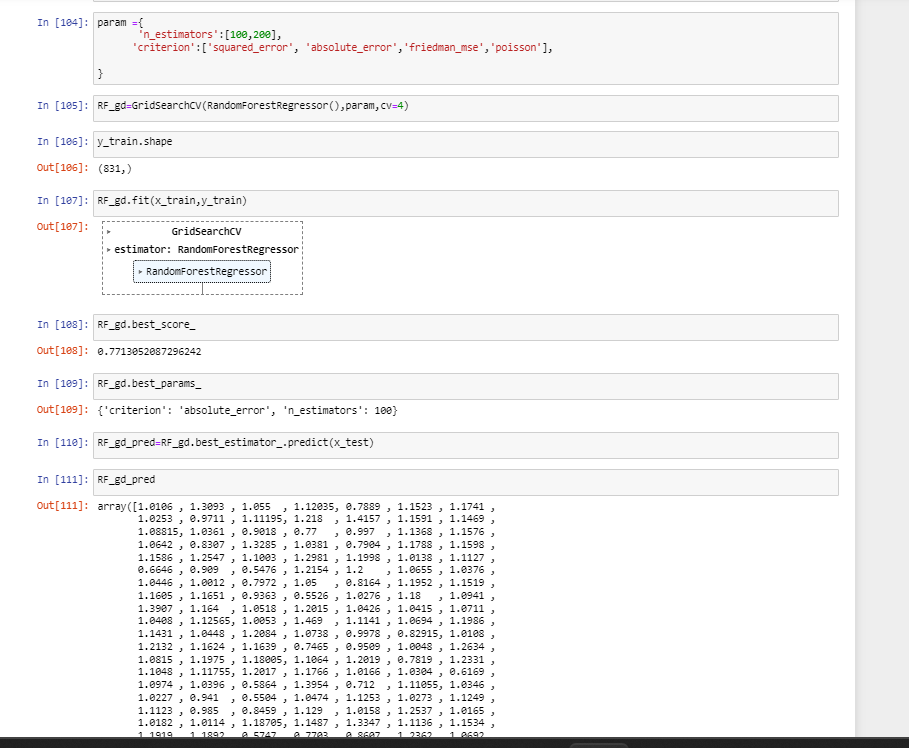 In [104]: param ={
'n_estimators':[100,200],
'criterion':['squared_error', 'absolute_error','friedman_mse','poisson'],
}
In [105]: RF_gd=GridSearchCV(RandomForestRegressor(),param,cv=4)
In [106]: y_train.shape
Out[106]: (831,)
In [107]: RF_gd.fit(x_train,y_train)
Out[107]:
GridSearchCV
estimator: RandomForestRegressor
RandomForestRegressor
In [108]: RF_gd.best_score_
Out[108]: 0.7713052087296242
In [109]: RF_gd.best_params_
Out[109]: {'criterion': 'absolute_error', 'n_estimators': 100}
In [110]: RF_gd_pred=RF_gd.best_estimator_.predict(x_test)
In [111]: RF_gd_pred
Out[111]: array([1.0106 , 1.3093 , 1.055  , 1.12035, 0.7889 , 1.1523 , 1.1741 ,
1.0253 , 0.9711 , 1.11195, 1.218  , 1.4157 , 1.1591 , 1.1469 ,
1.08815, 1.0361 , 0.9018 , 0.77   , 0.997  , 1.1368 , 1.1576 ,
1.0642 , 0.8307 , 1.3285 , 1.0381 , 0.7904 , 1.1788 , 1.1598 ,
1.1586 , 1.2547 , 1.1003 , 1.2981 , 1.1998 , 1.0138 , 1.1127 ,
0.6646 , 0.909  , 0.5476 , 1.2154 , 1.2    , 1.0655 , 1.0376 ,
1.0446 , 1.0012 , 0.7972 , 1.05   , 0.8164 , 1.1952 , 1.1519 ,
1.1605 , 1.1651 , 0.9363 , 0.5526 , 1.0276 , 1.18   , 1.0941 ,
1.3907 , 1.164  , 1.0518 , 1.2015 , 1.0426 , 1.0415 , 1.0711 ,
1.0408 , 1.12565, 1.0053 , 1.469  , 1.1141 , 1.0694 , 1.1986 ,
1.1431 , 1.0448 , 1.2084 , 1.0738 , 0.9978 , 0.82915, 1.0108 ,
1.2132 , 1.1624 , 1.1639 , 0.7465 , 0.9509 , 1.0048 , 1.2634 ,
1.0815 , 1.1975 , 1.18005, 1.1064 , 1.2019 , 0.7819 , 1.2331 ,
1.1048 , 1.11755, 1.2017 , 1.1766 , 1.0166 , 1.0304 , 0.6169 ,
1.0974 , 1.0396 , 0.5864 , 1.3954 , 0.712  , 1.11055, 1.0346 ,
1.0227 , 0.941  , 0.5504 , 1.0474 , 1.1253 , 1.0273 , 1.1249 ,
1.1123 , 0.985  , 0.8459 , 1.129  , 1.0158 , 1.2537 , 1.0165 ,
1.0182 , 1.0114 , 1.18705, 1.1487 , 1.3347 , 1.1136 , 1.1534 ,
1.1919 , 1.1892 , 0.5747 , 0.7703 , 0.8607 , 1.2362 , 1.0692